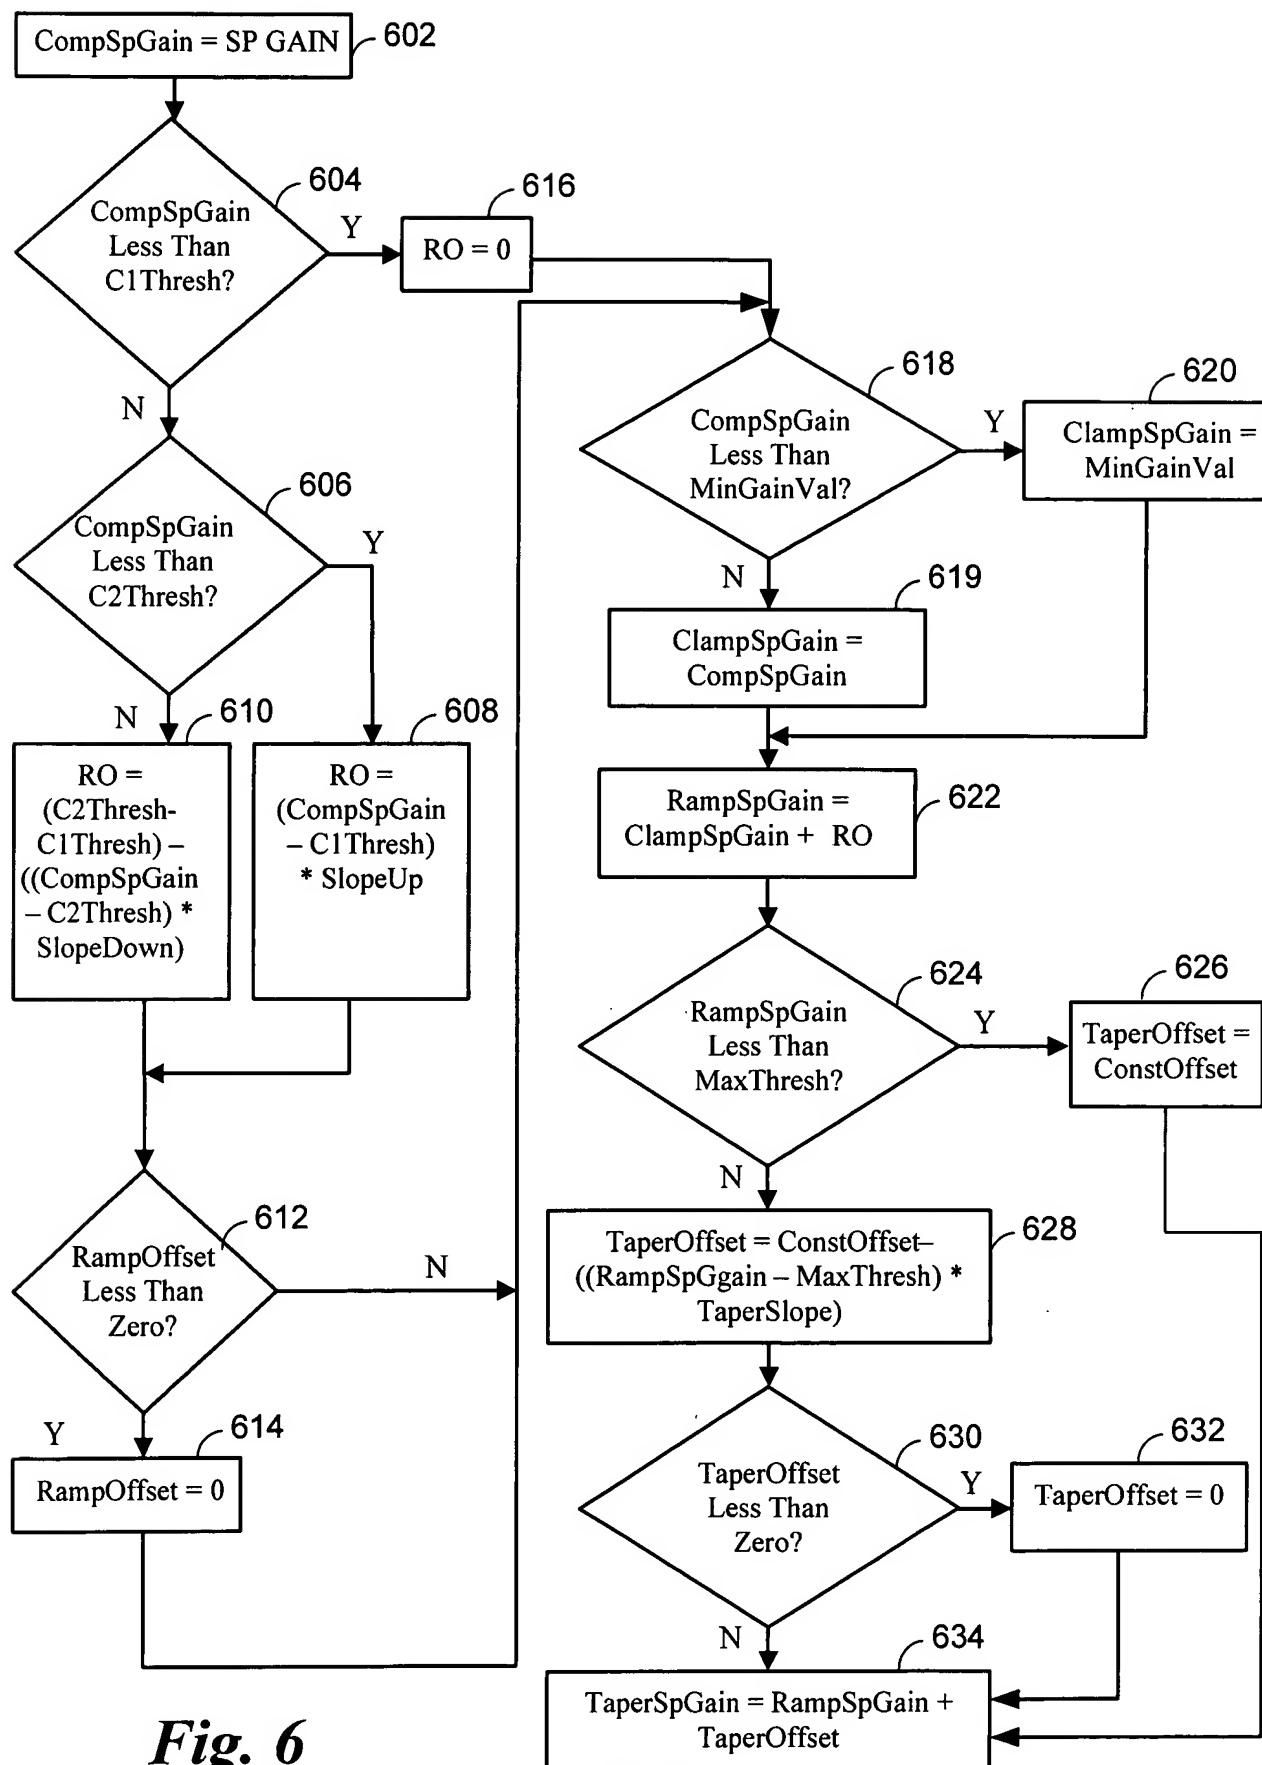 CompSpGain = SP GAIN
602
604
CompSpGain
Less Than
C1Thresh?
Y
N
616
RO = 0
606
CompSpGain
Less Than
C2Thresh?
Y
N
610
RO =
(C2Thresh-
C1Thresh) –
((CompSpGain
– C2Thresh) *
SlopeDown)
608
RO =
(CompSpGain
– C1Thresh)
* SlopeUp
612
RampOffset
Less Than
Zero?
N
Y
614
RampOffset = 0
618
CompSpGain
Less Than
MinGainVal?
Y
N
620
ClampSpGain =
MinGainVal
619
ClampSpGain =
CompSpGain
622
RampSpGain =
ClampSpGain + RO
624
RampSpGain
Less Than
MaxThresh?
Y
N
626
TaperOffset =
ConstOffset
628
TaperOffset = ConstOffset–
((RampSpGgain – MaxThresh) *
TaperSlope)
630
TaperOffset
Less Than
Zero?
Y
N
632
TaperOffset = 0
634
TaperSpGain = RampSpGain +
TaperOffset
Fig. 6